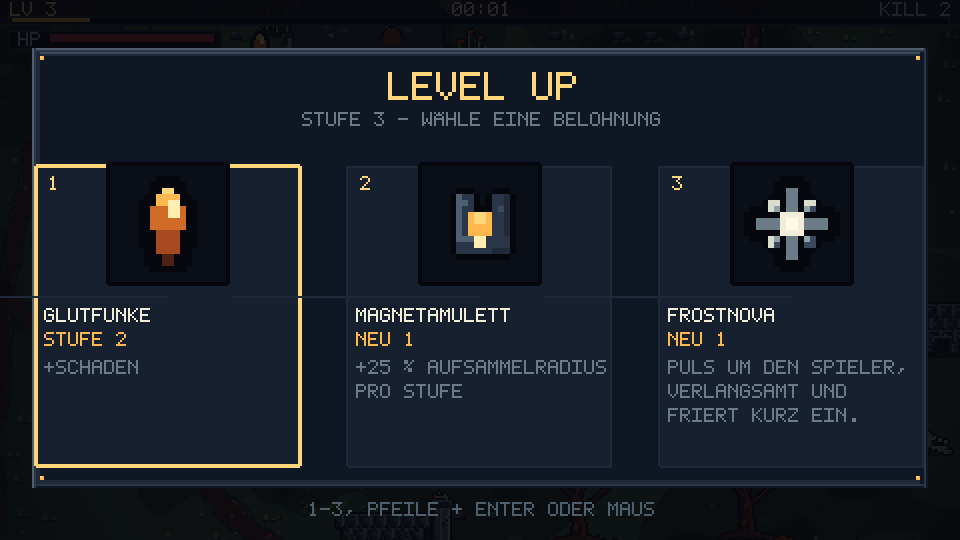 LV 3
00:01
KILL 2
HP
LEVEL UP
STUFE 3 - WÄHLE EINE BELOHNUNG
1
2
3
GLUTFUNKE
STUFE 2
+SCHADEN
MAGNETAMULETT
NEU 1
+25 % AUFSAMMELRADIUS
PRO STUFE
FROSTNOVA
NEU 1
PULS UM DEN SPIELER,
VERLANGSAMT UND
FRIERT KURZ EIN.
1-3, PFEILE + ENTER ODER MAUS